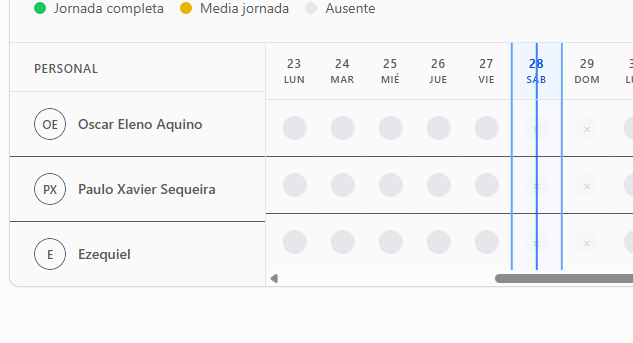 Jornada completa Media jornada Ausente
PERSONAL
23 24 25 26 27 28 29
LUN MAR MIÉ JUE VIE SÁB DOM
OE Oscar Eleno Aquino
× ×
PX Paulo Xavier Sequeira
× ×
E Ezequiel
× ×